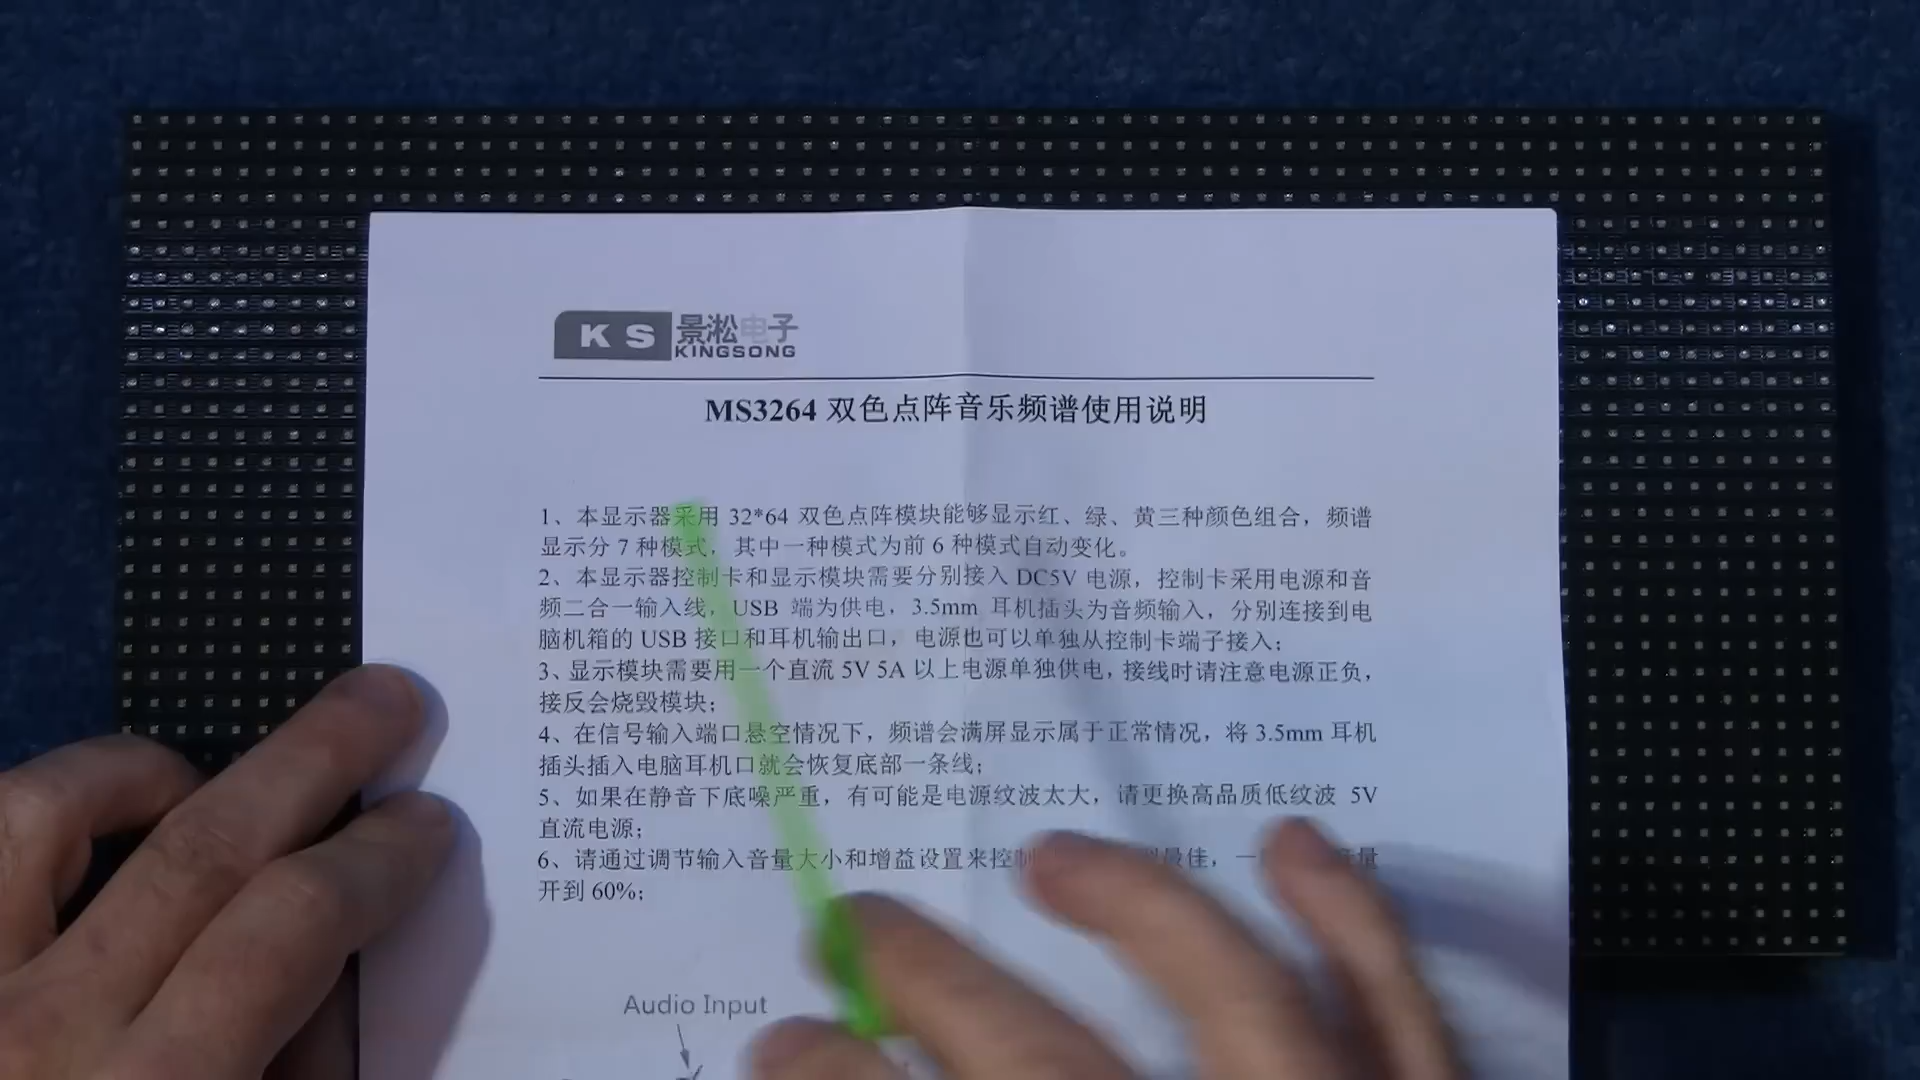 KS 景淞电子
KINGSONG
MS3264 双色点阵音乐频谱使用说明
1、本显示器采用 32*64 双色点阵模块能够显示红、绿、黄三种颜色组合，频谱
显示分 7 种模式，其中一种模式为前 6 种模式自动变化。
2、本显示器控制卡和显示模块需要分别接入 DC5V 电源，控制卡采用电源和音
频二合一输入线，USB 端为供电，3.5mm 耳机插头为音频输入，分别连接到电
脑机箱的 USB 接口和耳机输出口，电源也可以单独从控制卡端子接入；
3、显示模块需要用一个直流 5V 5A 以上电源单独供电，接线时请注意电源正负，
接反会烧毁模块；
4、在信号输入端口悬空情况下，频谱会满屏显示属于正常情况，将 3.5mm 耳机
插头插入电脑耳机口就会恢复底部一条线；
5、如果在静音下底噪严重，有可能是电源纹波太大，请更换高品质低纹波 5V
直流电源；
6、请通过调节输入音量大小和增益设置来控制 最佳，一 音量
开到 60%；
Audio Input